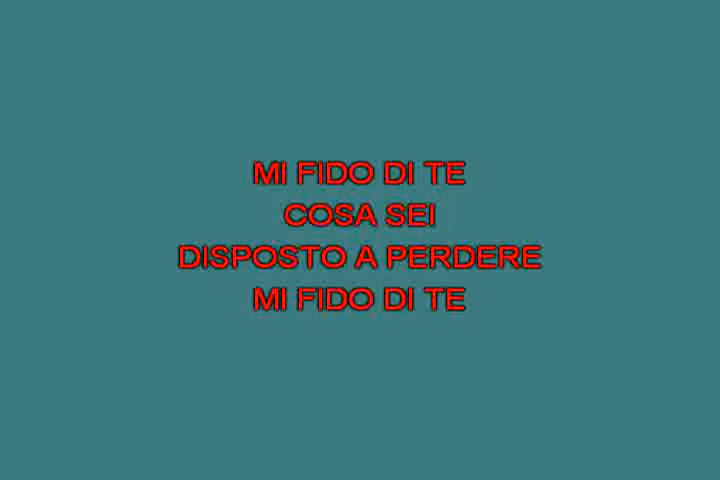 MI FIDO DI TE
COSA SEI
DISPOSTO A PERDERE
MI FIDO DI TE